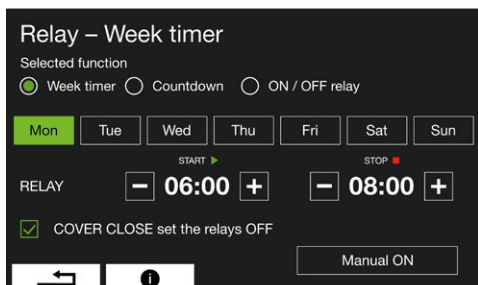 Relay – Week timer
Selected function
Week timer Countdown ON / OFF relay
Mon Tue Wed Thu Fri Sat Sun
START STOP
RELAY − 06:00 + − 08:00 +
COVER CLOSE set the relays OFF
Manual ON